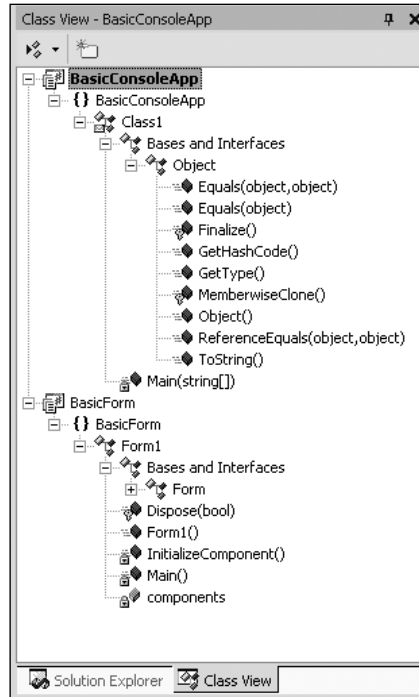 Class View - BasicConsoleApp
BasicConsoleApp
{} BasicConsoleApp
Class1
Bases and Interfaces
Object
Equals(object,object)
Equals(object)
Finalize()
GetHashCode()
GetType()
MemberwiseClone()
Object()
ReferenceEquals(object,object)
ToString()
Main(string[])
BasicForm
{} BasicForm
Form1
Bases and Interfaces
Form
Dispose(bool)
Form1()
InitializeComponent()
Main()
components
Solution Explorer Class View